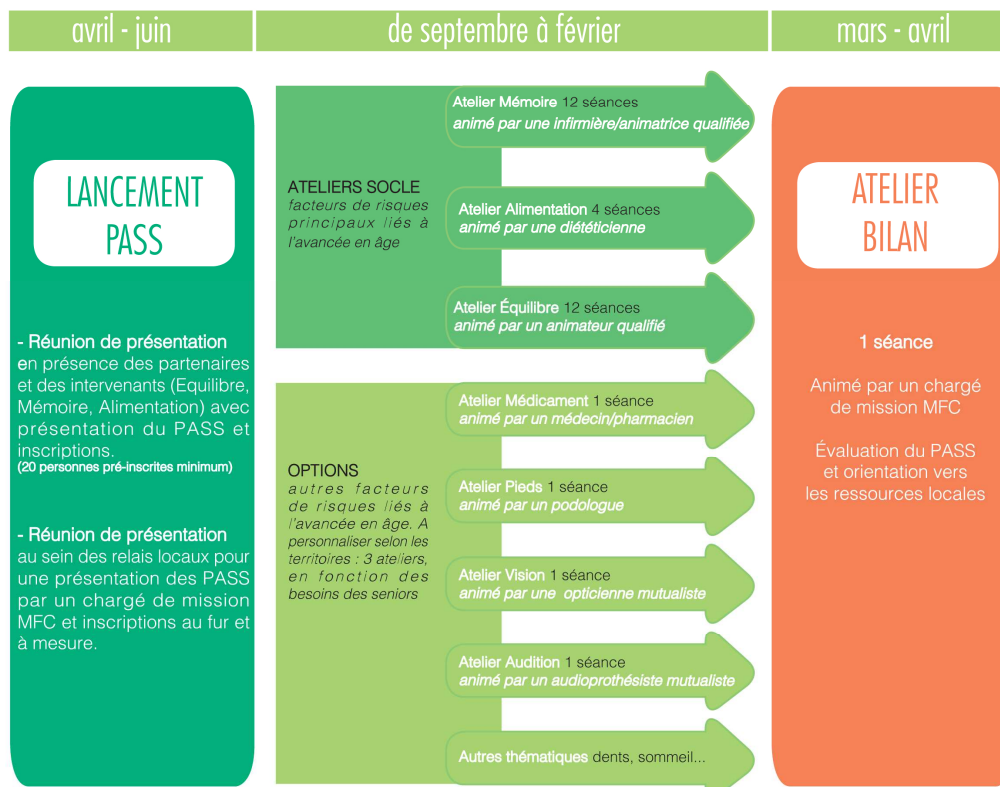 avril - juin
de septembre à février
mars - avril
LANCEMENT
PASS
- Réunion de présentation
en présence des partenaires
et des intervenants (Equilibre,
Mémoire, Alimentation) avec
présentation du PASS et
inscriptions.
(20 personnes pré-inscrites minimum)
- Réunion de présentation
au sein des relais locaux pour
une présentation des PASS
par un chargé de mission
MFC et inscriptions au fur et
à mesure.
ATELIERS SOCLE
facteurs de risques
principaux liés à
l'avancée en âge
Atelier Mémoire 12 séances
animé par une infirmière/animatrice qualifiée
Atelier Alimentation 4 séances
animé par une diététicienne
Atelier Équilibre 12 séances
animé par un animateur qualifié
OPTIONS
autres facteurs
de risques liés à
l'avancée en âge. A
personnaliser selon les
territoires : 3 ateliers,
en fonction des
besoins des seniors
Atelier Médicament 1 séance
animé par un médecin/pharmacien
Atelier Pieds 1 séance
animé par un podologue
Atelier Vision 1 séance
animé par une opticienne mutualiste
Atelier Audition 1 séance
animé par un audioprothésiste mutualiste
Autres thématiques dents, sommeil...
ATELIER
BILAN
1 séance
Animé par un chargé
de mission MFC
Évaluation du PASS
et orientation vers
les ressources locales